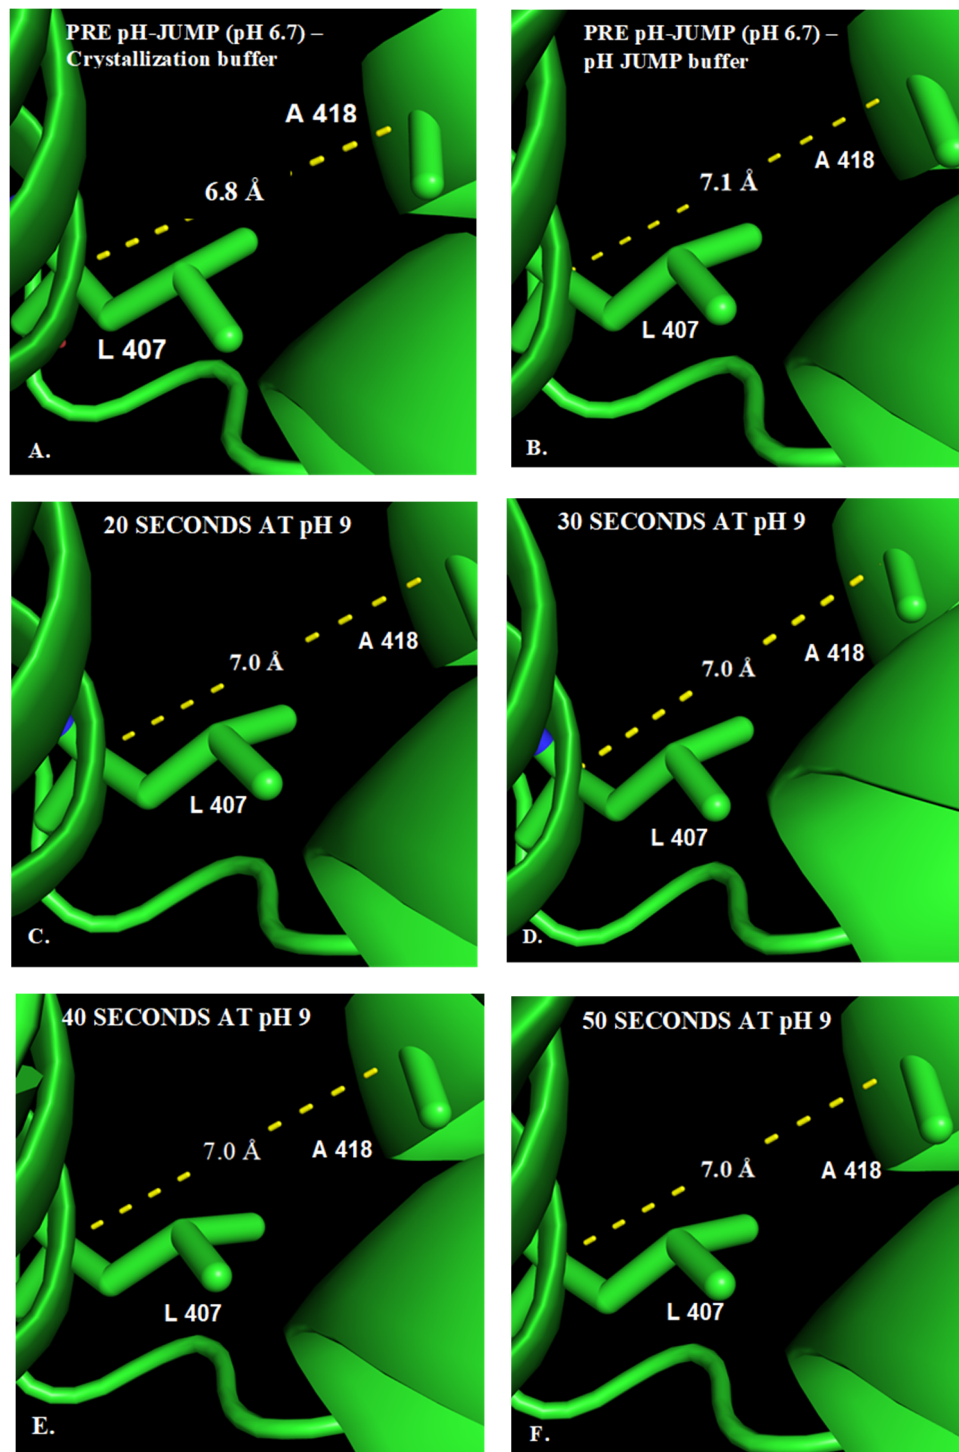 PRE pH-JUMP (pH 6.7) –
Crystallization buffer
A 418
6.8 Å
L 407
A.
PRE pH-JUMP (pH 6.7) –
pH JUMP buffer
A 418
7.1 Å
L 407
B.
20 SECONDS AT pH 9
A 418
7.0 Å
L 407
C.
30 SECONDS AT pH 9
A 418
7.0 Å
L 407
D.
40 SECONDS AT pH 9
7.0 Å
A 418
L 407
E.
50 SECONDS AT pH 9
7.0 Å
A 418
L 407
F.